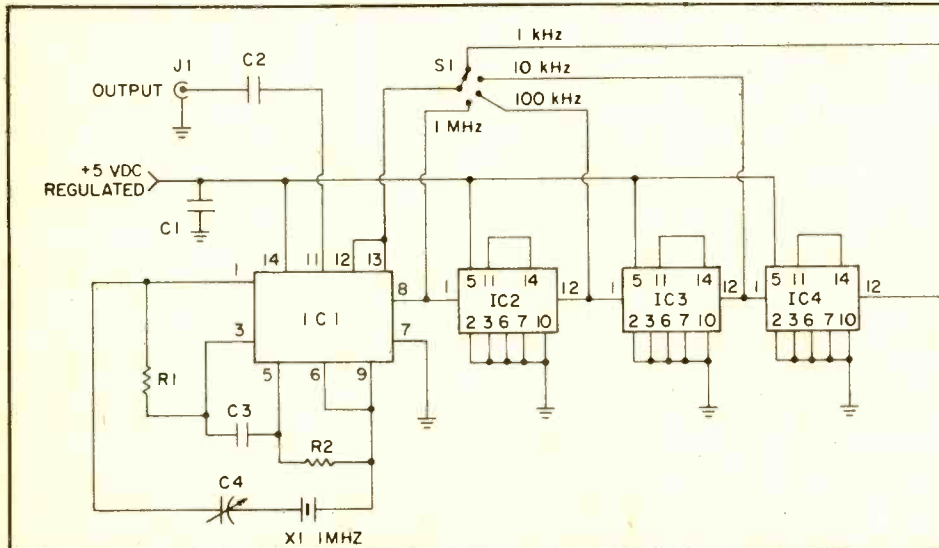 1 kHz
S1
10 kHz
100 kHz
1 MHz
J1
C2
OUTPUT
+5 VDC
REGULATED
C1
14
11
12
13
1
8
3
7
IC1
5
6
9
R1
C3
R2
C4
X1 1MHZ
5
11
14
1
12
IC2
2 3 6 7 10
5
11
14
1
12
IC3
2 3 6 7 10
5
11
14
1
12
IC4
2 3 6 7 10